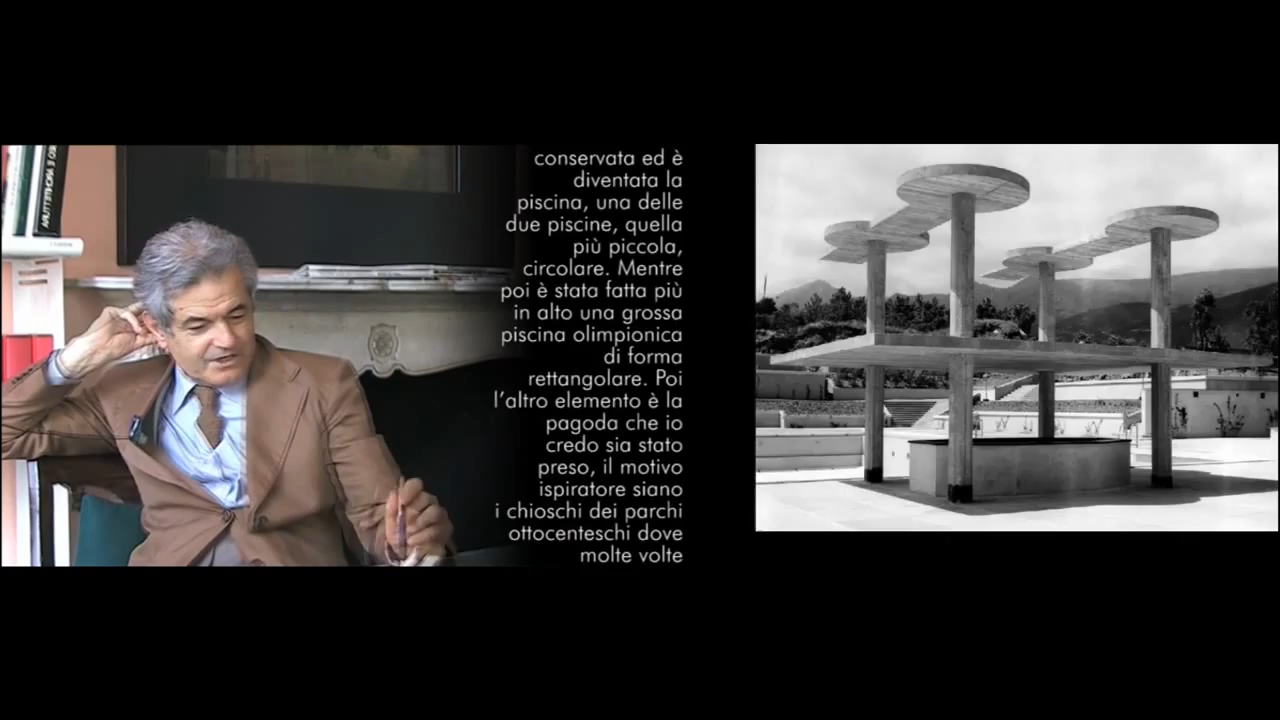 conservata ed è
diventata la
piscina, una delle
due piscine, quella
più piccola,
circolare. Mentre
poi è stata fatta più
in alto una grossa
piscina olimpionica
di forma
rettangolare. Poi
l'altro elemento è la
pagoda che io
credo sia stato
preso, il motivo
ispiratore siano
i chioschi dei parchi
ottocenteschi dove
molte volte